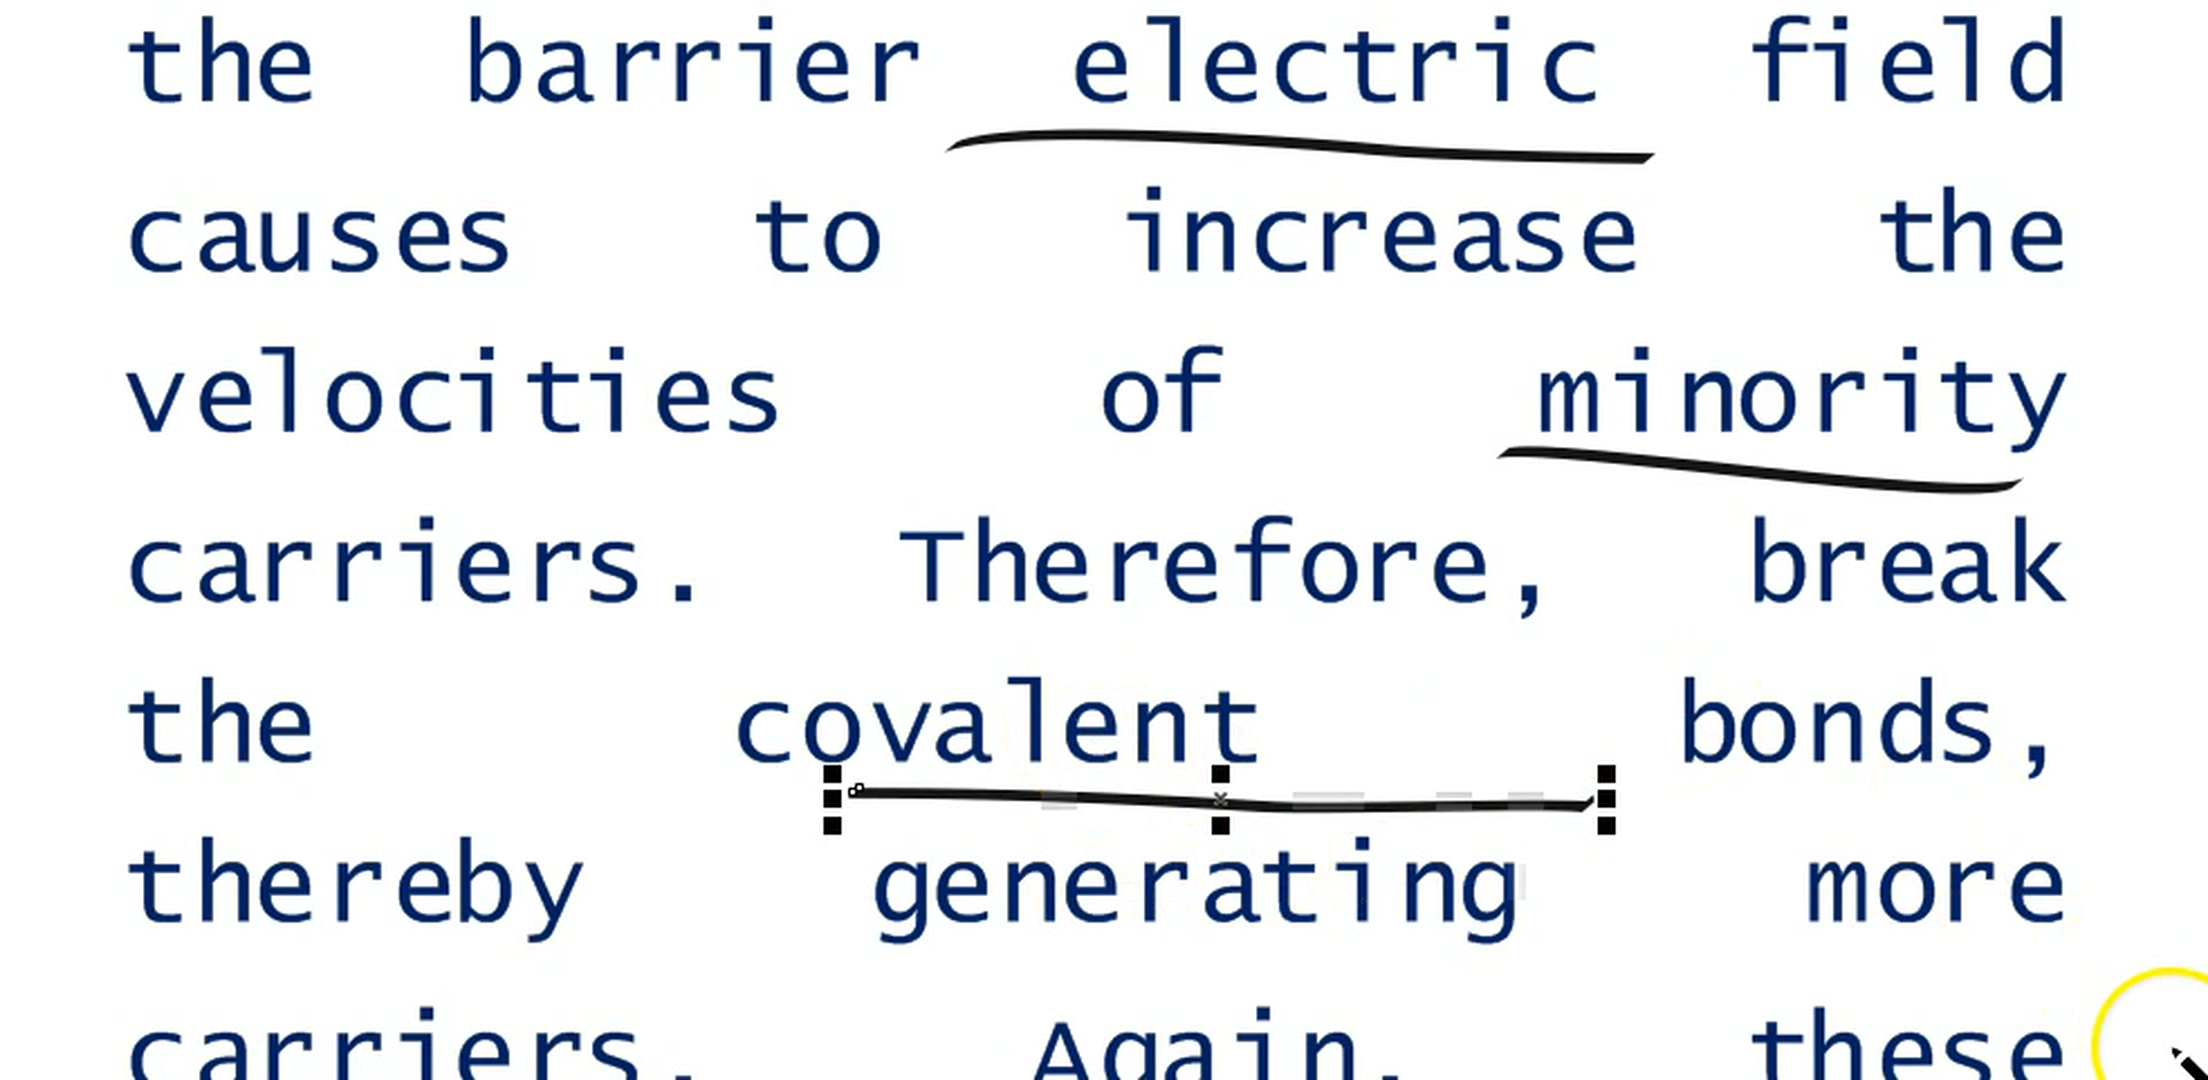 the barrier electric field
causes to increase the
velocities of minority
carriers. Therefore, break
the covalent bonds,
thereby generating more
carriers. Again, these